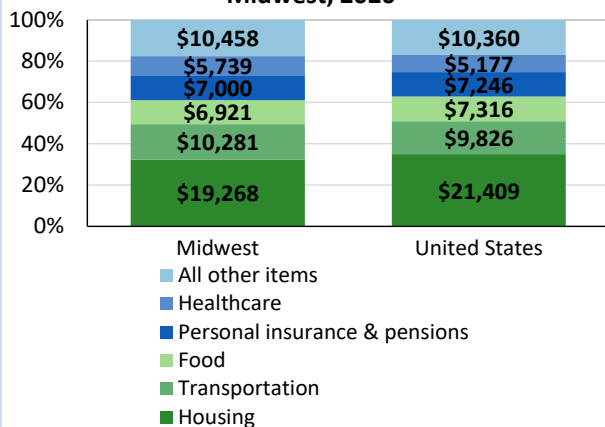 Midwest, 2020
100%
$10,458 $10,360
80%
$5,739 $5,177
$7,000 $7,246
60%
$6,921 $7,316
40%
$10,281 $9,826
20%
$19,268 $21,409
0%
Midwest United States
All other items
Healthcare
Personal insurance & pensions
Food
Transportation
Housing